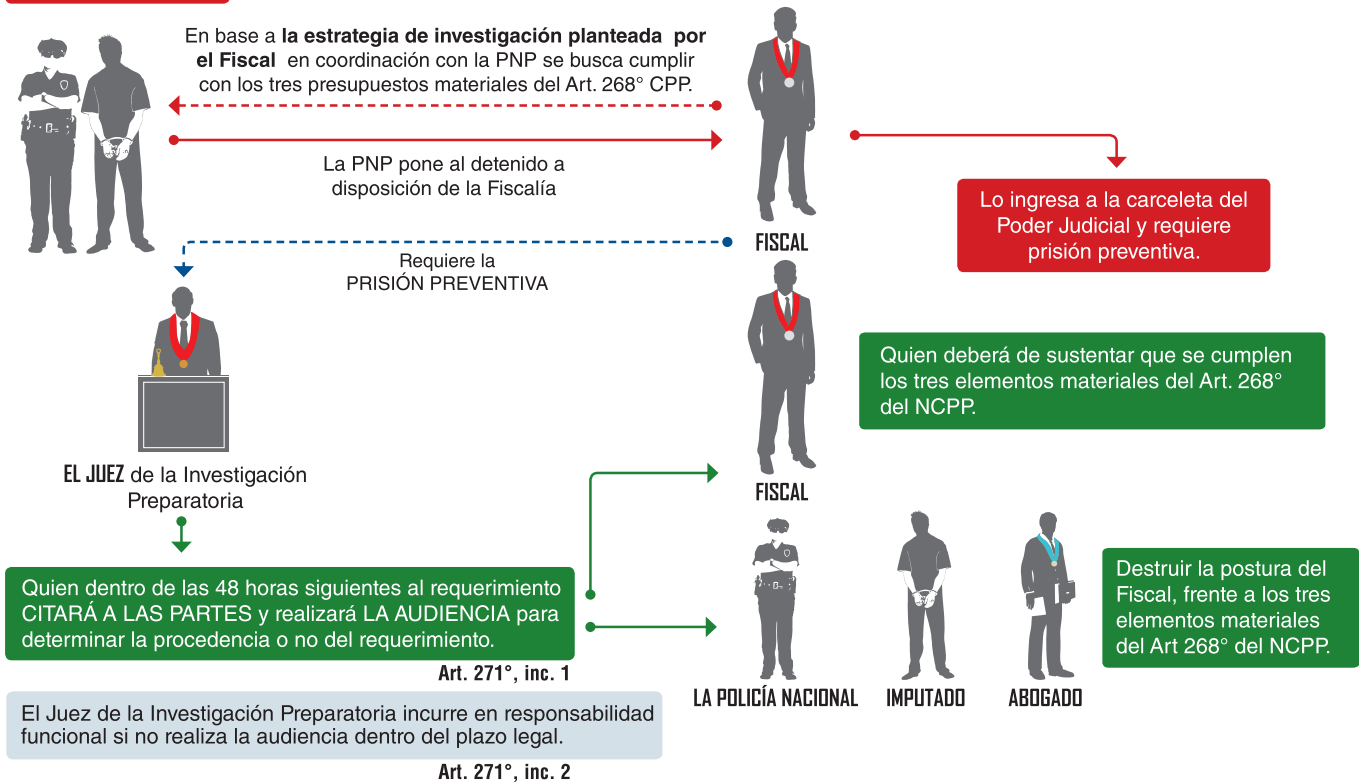 En base a la estrategia de investigación planteada por
el Fiscal en coordinación con la PNP se busca cumplir
con los tres presupuestos materiales del Art. 268° CPP.
La PNP pone al detenido a
disposición de la Fiscalía
FISCAL
Lo ingresa a la carceleta del
Poder Judicial y requiere
prisión preventiva.
Requiere la
PRISIÓN PREVENTIVA
EL JUEZ de la Investigación
Preparatoria
FISCAL
Quien deberá de sustentar que se cumplen
los tres elementos materiales del Art. 268°
del NCPP.
Quien dentro de las 48 horas siguientes al requerimiento
CITARÁ A LAS PARTES y realizará LA AUDIENCIA para
determinar la procedencia o no del requerimiento.
Art. 271°, inc. 1
El Juez de la Investigación Preparatoria incurre en responsabilidad
funcional si no realiza la audiencia dentro del plazo legal.
Art. 271°, inc. 2
LA POLICÍA NACIONAL
IMPUTADO
ABOGADO
Destruir la postura del
Fiscal, frente a los tres
elementos materiales
del Art 268° del NCPP.